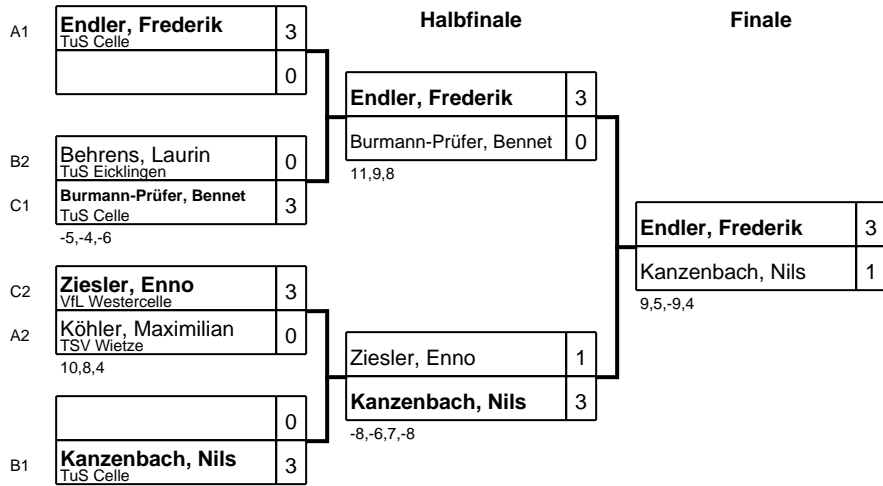 Halbfinale
Finale
A1
Endler, Frederik 3
TuS Celle
0
B2
Behrens, Laurin 0
TuS Eicklingen
C1
Burmann-Prüfer, Bennet 3
TuS Celle
-5,-4,-6
C2
Ziesler, Enno 3
VfL Westercelle
A2
Köhler, Maximilian 0
TSV Wietze
10,8,4
0
B1
Kanzenbach, Nils 3
TuS Celle
Endler, Frederik 3
Burmann-Prüfer, Bennet 0
11,9,8
Ziesler, Enno 1
Kanzenbach, Nils 3
-8,-6,7,-8
Endler, Frederik 3
Kanzenbach, Nils 1
9,5,-9,4